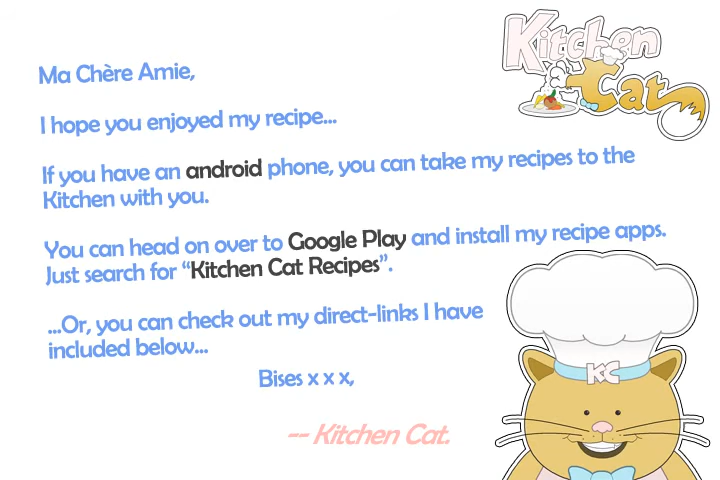 Kitchen
Cat
Ma Chère Amie,
I hope you enjoyed my recipe...
If you have an android phone, you can take my recipes to the
Kitchen with you.
You can head on over to Google Play and install my recipe apps.
Just search for “Kitchen Cat Recipes”.
...Or, you can check out my direct-links I have
included below...
Bises x x x,
-- Kitchen Cat.
KC